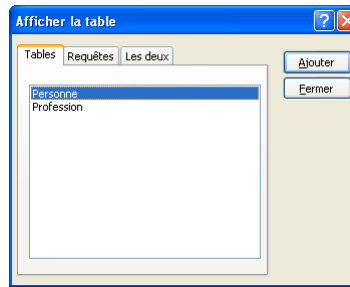 Afficher la table
Tables Requêtes Les deux
Ajouter
Fermer
Personne
Profession